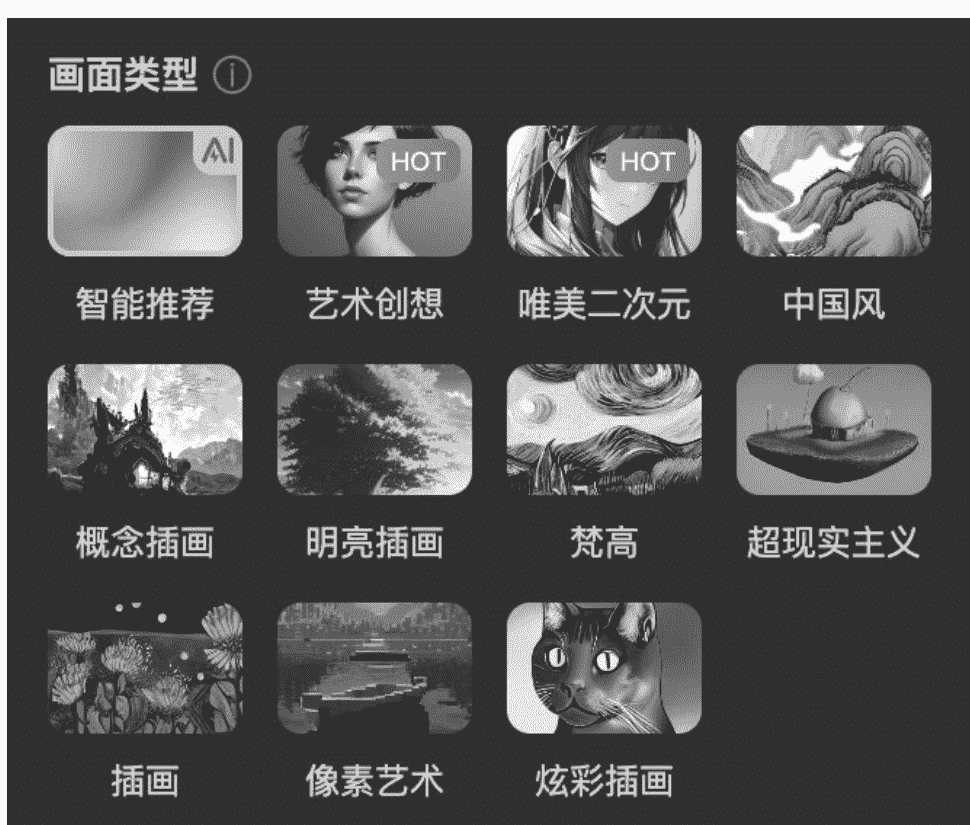 画面类型
AI
HOT
HOT
智能推荐 艺术创想 唯美二次元 中国风
概念插画 明亮插画 梵高 超现实主义
插画 像素艺术 炫彩插画